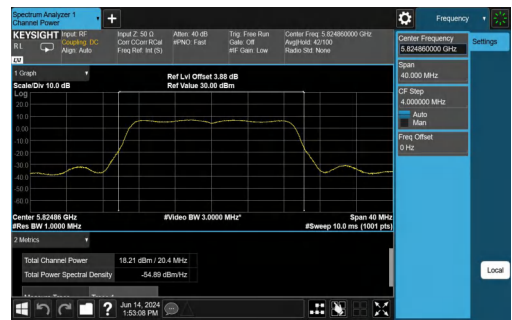 Spectrum Analyzer 1
Channel Power
Frequency
KEYSIGHT
Input: RF
Input Z: 50 Ω
Atten: 40 dB
Trig: Free Run
Center Freq: 5.824860000 GHz
RL
Coupling: DC
Corr CCorr RCal
#PNO: Fast
Gate: Off
Avg|Hold: 42/100
Align: Auto
Freq Ref: Int (S)
#IF Gain: Low
Radio Std: None
Center Frequency
5.824860000 GHz
Settings
Span
40.000 MHz
CF Step
4.000000 MHz
Auto
Man
Freq Offset
0 Hz
1 Graph
Ref Lvl Offset 3.88 dB
Scale/Div 10.0 dB
Ref Value 30.00 dBm
Log
20.0
10.0
0.00
-10.0
-20.0
-30.0
-40.0
-50.0
-60.0
Center 5.82486 GHz
#Video BW 3.0000 MHz*
Span 40 MHz
#Res BW 1.0000 MHz
#Sweep 10.0 ms (1001 pts)
2 Metrics
Total Channel Power
18.21 dBm / 20.4 MHz
Total Power Spectral Density
-54.89 dBm/Hz
Local
?
Jun 14, 2024
1:53:08 PM